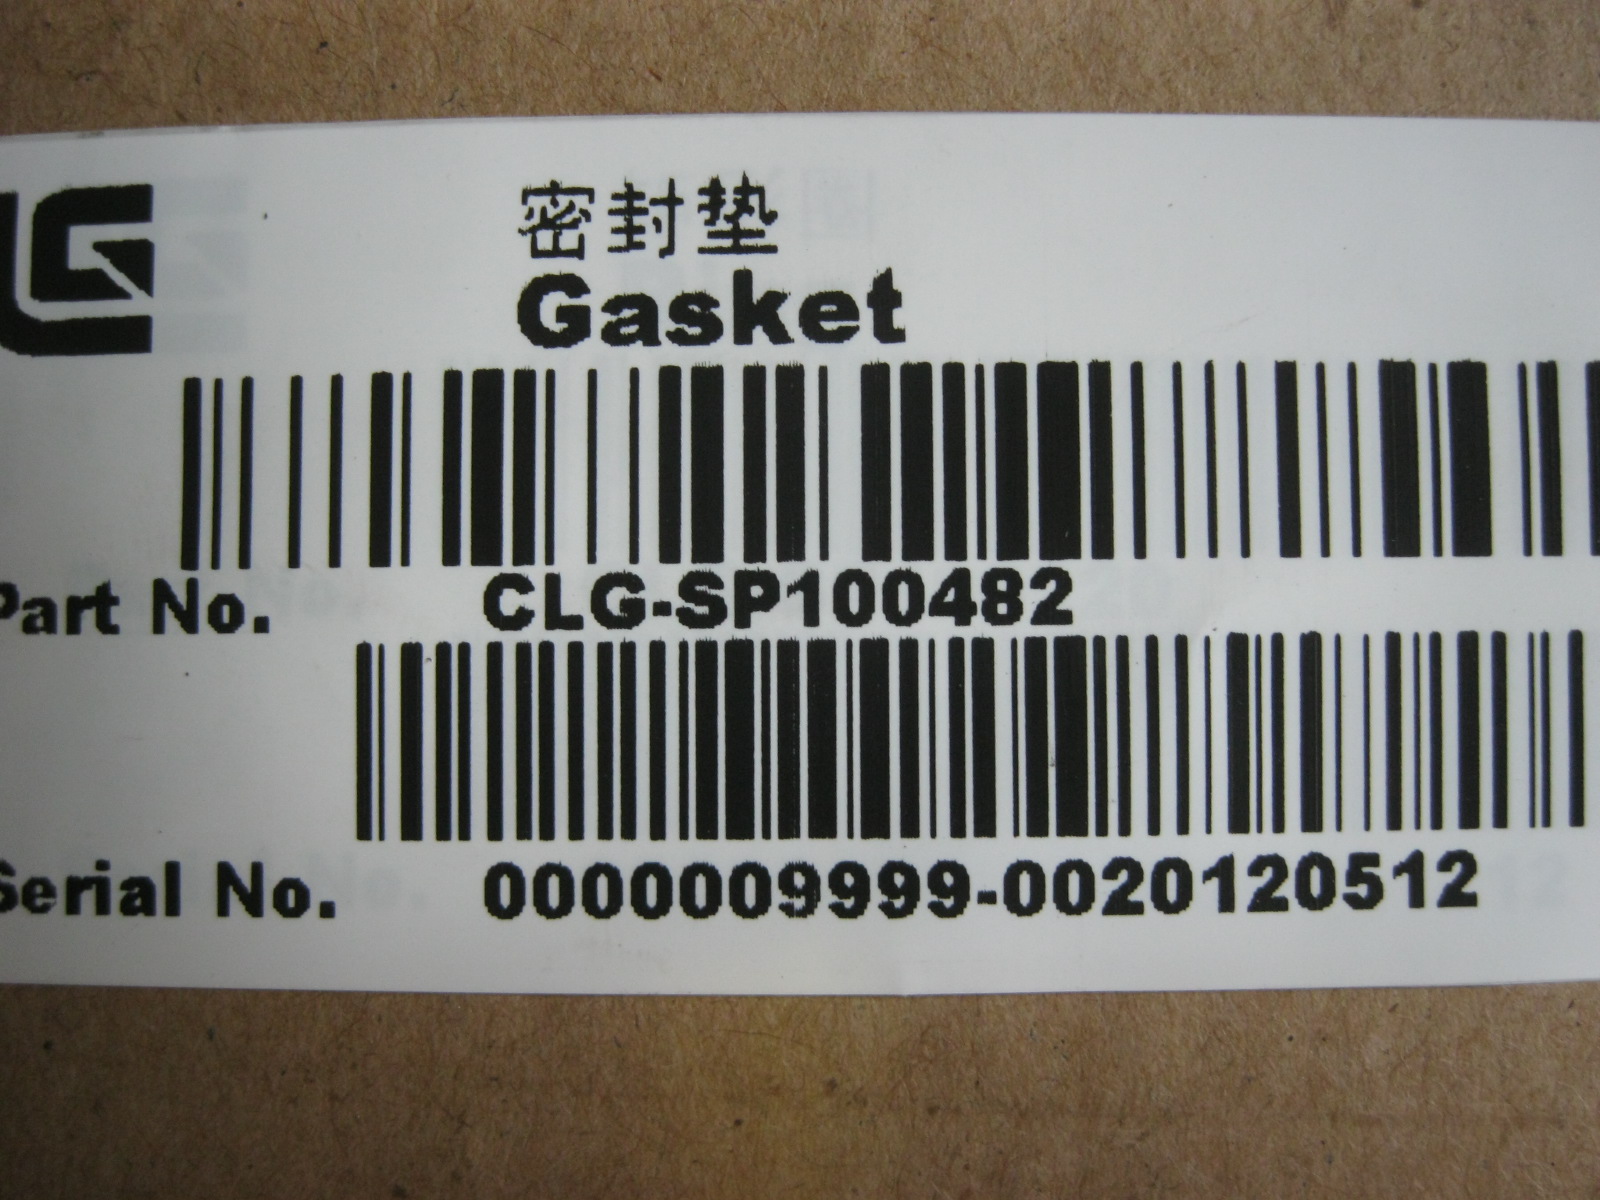 密封垫
Gasket
Part No. CLG-SP100482
Serial No. 0000009999-0020120512